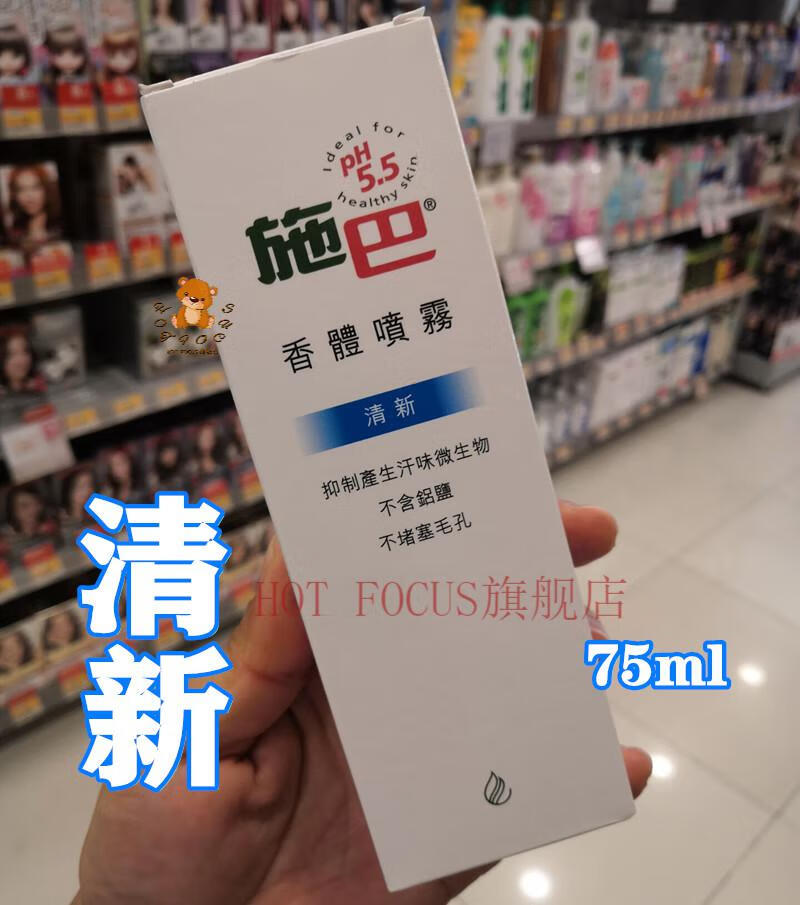 Ideal for
pH
5.5
healthy skin
施巴®
香體噴霧
清新
抑制產生汗味微生物
不含鋁鹽
不堵塞毛孔
HOT FOCUS旗舰店
清新
75ml